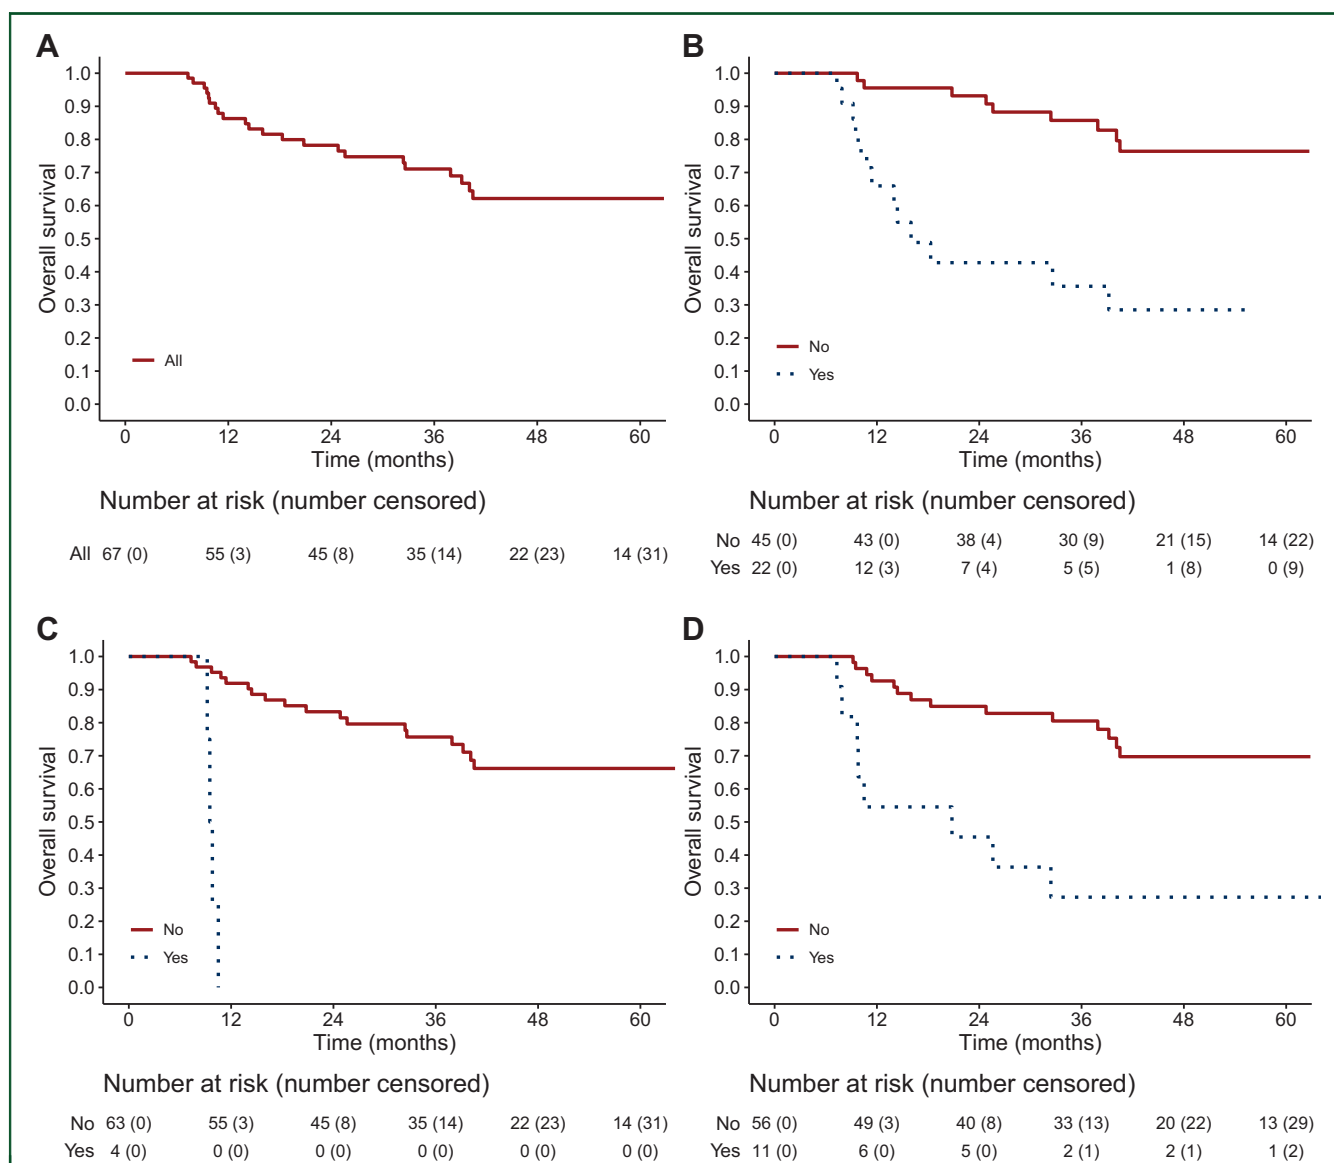 A
Overall survival
1.0
0.9
0.8
0.7
0.6
0.5
0.4
0.3
0.2
0.1
0.0
All
0 12 24 36 48 60
Time (months)
Number at risk (number censored)
All 67 (0) 55 (3) 45 (8) 35 (14) 22 (23) 14 (31)
B
Overall survival
1.0
0.9
0.8
0.7
0.6
0.5
0.4
0.3
0.2
0.1
0.0
No
Yes
0 12 24 36 48 60
Time (months)
Number at risk (number censored)
No 45 (0) 43 (0) 38 (4) 30 (9) 21 (15) 14 (22)
Yes 22 (0) 12 (3) 7 (4) 5 (5) 1 (8) 0 (9)
C
Overall survival
1.0
0.9
0.8
0.7
0.6
0.5
0.4
0.3
0.2
0.1
0.0
No
Yes
0 12 24 36 48 60
Time (months)
Number at risk (number censored)
No 63 (0) 55 (3) 45 (8) 35 (14) 22 (23) 14 (31)
Yes 4 (0) 0 (0) 0 (0) 0 (0) 0 (0) 0 (0)
D
Overall survival
1.0
0.9
0.8
0.7
0.6
0.5
0.4
0.3
0.2
0.1
0.0
No
Yes
0 12 24 36 48 60
Time (months)
Number at risk (number censored)
No 56 (0) 49 (3) 40 (8) 33 (13) 20 (22) 13 (29)
Yes 11 (0) 6 (0) 5 (0) 2 (1) 2 (1) 1 (2)